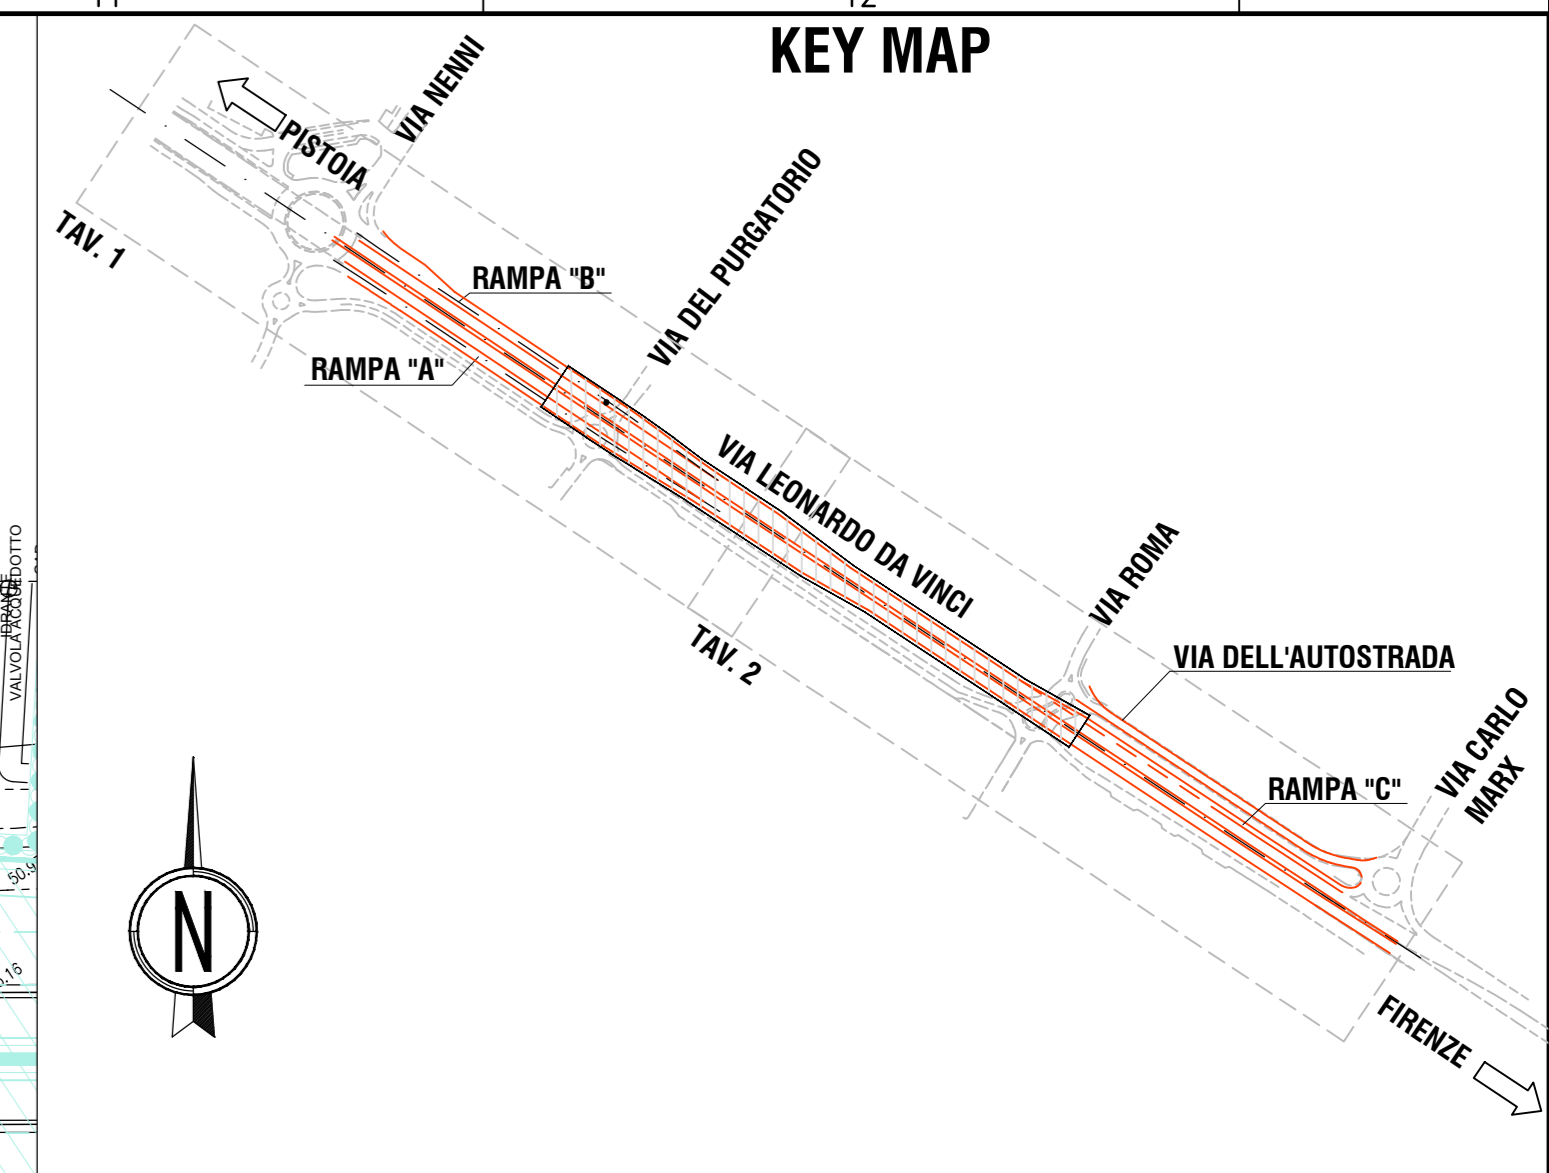 KEY MAP
VIA NENNI
PISTOIA
TAV. 1
VIA DEL PURGATORIO
RAMPA "B"
RAMPA "A"
VIA LEONARDO DA VINCI
TAV. 2
VIA ROMA
VIA DELL'AUTOSTRADA
VIA CARLO
MARX
RAMPA "C"
FIRENZE
N
IDRANTE
VALVOLA ACQUEDOTTO